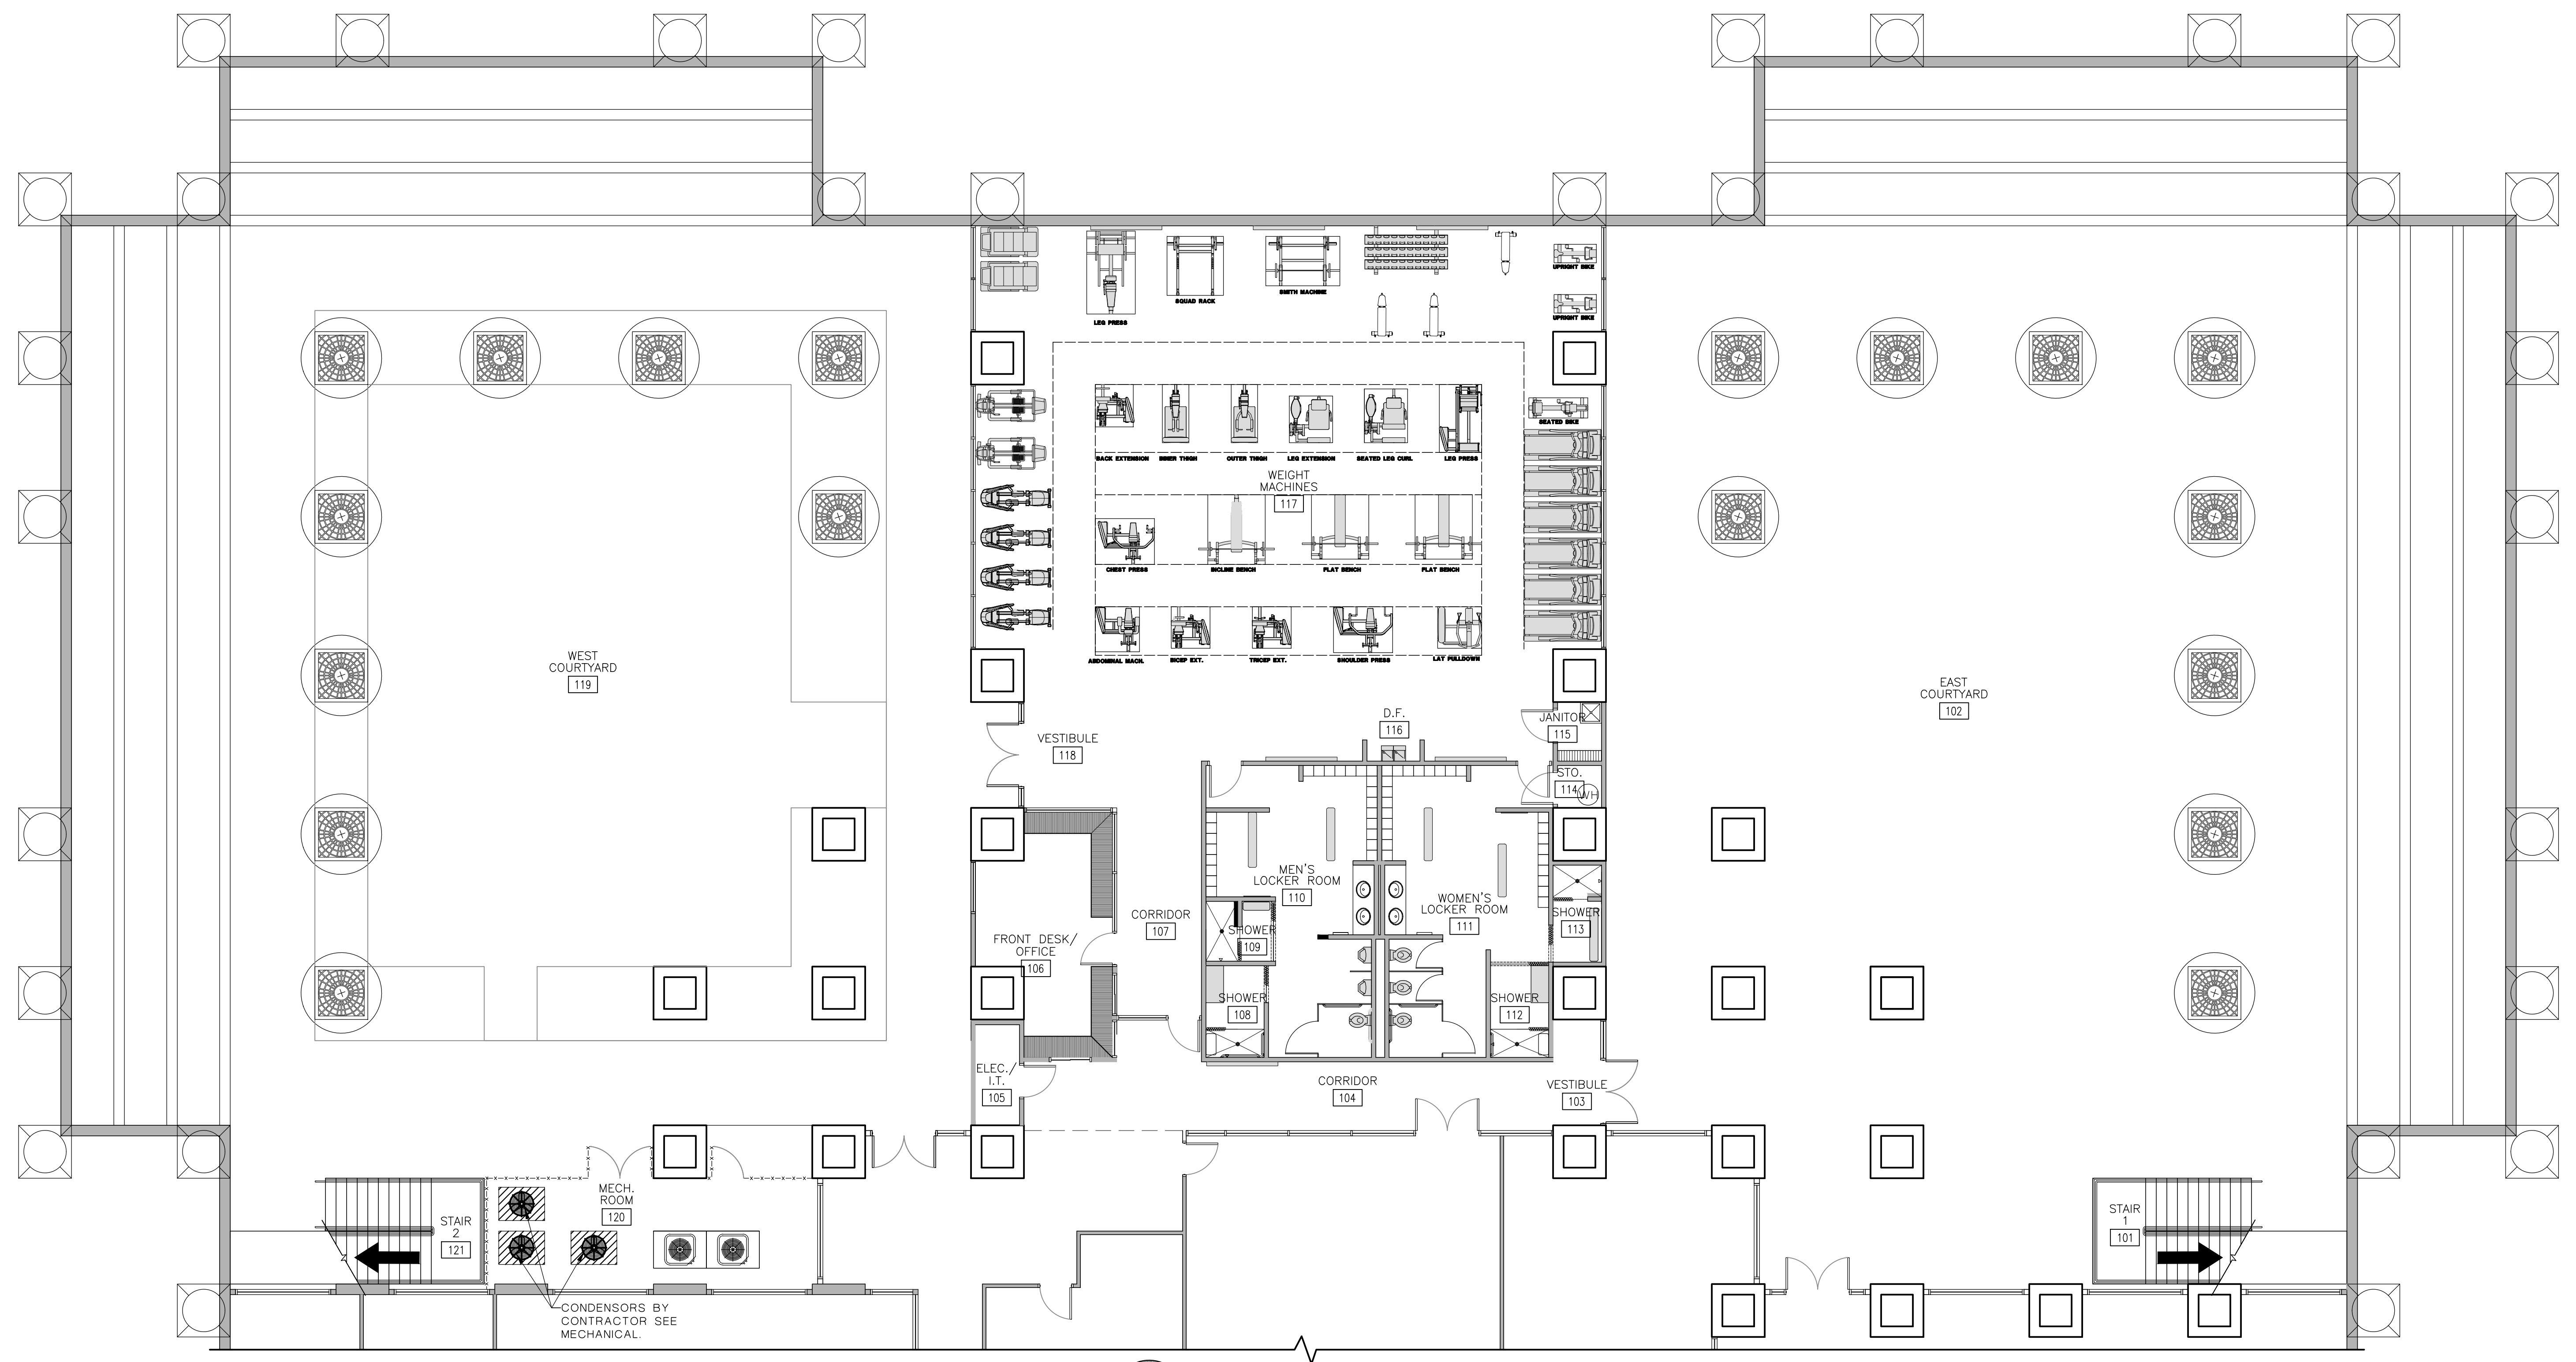 UPRIGHT BIKE
SQUAD RACK
SMITH MACHINE
LEG PRESS
UPRIGHT BIKE
SEATED BIKE
BACK EXTENSION
INNER THIGH
OUTER THIGH
LEG EXTENSION
SEATED LEG CURL
LEG PRESS
WEIGHT
MACHINES
117
CHEST PRESS
INCLINE BENCH
FLAT BENCH
FLAT BENCH
ABDOMINAL MACH.
BICEP EXT.
TRICEP EXT.
SHOULDER PRESS
LAT PULLDOWN
WEST
COURTYARD
119
EAST
COURTYARD
102
D.F.
116
JANITOR
115
VESTIBULE
118
STO.
114
WH
MEN'S
LOCKER ROOM
110
WOMEN'S
LOCKER ROOM
111
CORRIDOR
107
SHOWER
109
SHOWER
113
FRONT DESK/
OFFICE
106
SHOWER
108
SHOWER
112
ELEC./
I.T.
105
CORRIDOR
104
VESTIBULE
103
MECH.
ROOM
120
STAIR
2
121
STAIR
1
101
CONDENSORS BY
CONTRACTOR SEE
MECHANICAL.